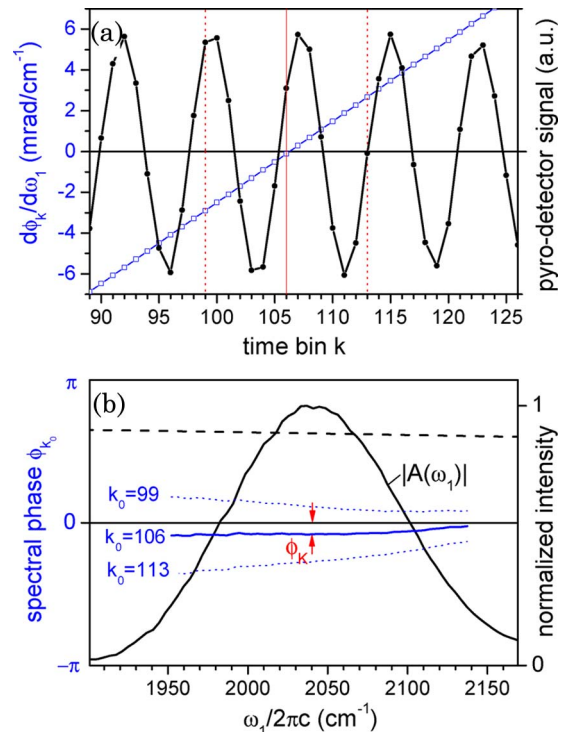 (a)
6
4
2
0
-2
-4
-6
dϕk/dω1 (mrad/cm-1)
pyro-detector signal (a.u.)
90 95 100 105 110 115 120 125
time bin k
(b)
π
0
−π
spectral phase ϕk0
|A(ω1)|
k0=99
k0=106
k0=113
ϕK
1
0
normalized intensity
1950 2000 2050 2100 2150
ω1/2πc (cm-1)